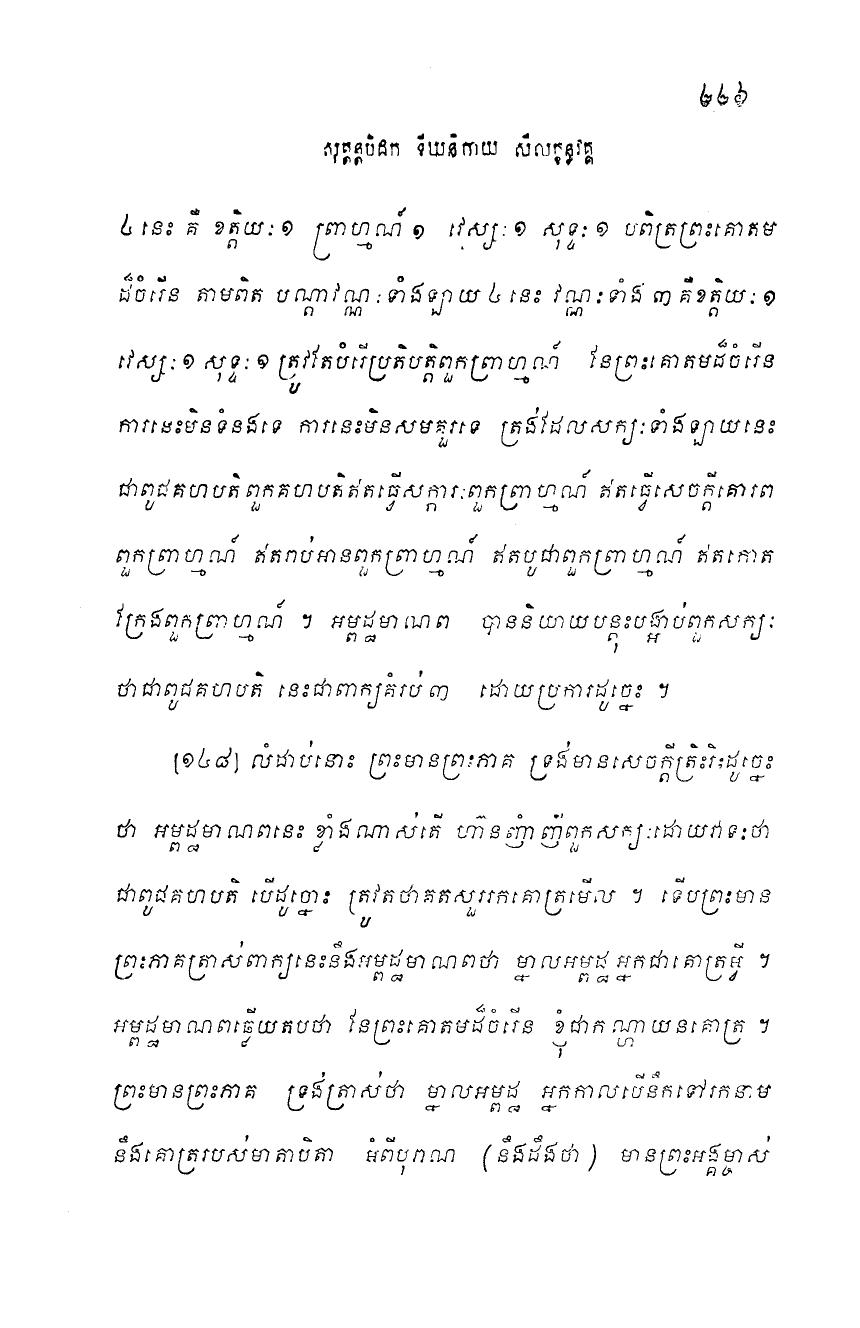 ២២៦
សុត្តន្តបិដក ទីឃនិកាយ សីលក្ខន្ធវគ្គ
៤ នេះ គឺ ខត្តិយៈ ១ ព្រាហ្មណ៍ ១ វេស្សៈ ១ សុទ្ទៈ ១ បពិត្រព្រះគោតម
ដ៏ចំរើន តាមពិត បណ្តាវណ្ណៈទាំងឡាយ ៤ នេះ វណ្ណៈទាំង ៣ គឺខត្តិយៈ ១
វេស្សៈ ១ សុទ្ទៈ ១ ត្រូវតែបំរើប្រតិបត្តិពួកព្រាហ្មណ៍ នែព្រះគោតមដ៏ចំរើន
ការនេះមិនទំនងទេ ការនេះមិនសមគួរទេ ត្រង់ដែលសក្យៈទាំងឡាយនេះ
ជាពូជគហបតិ ពួកគហបតិឥតធ្វើសក្ការៈពួកព្រាហ្មណ៍ ឥតធ្វើសេចក្តីគោរព
ពួកព្រាហ្មណ៍ ឥតរាប់អានពួកព្រាហ្មណ៍ ឥតបូជាពួកព្រាហ្មណ៍ ឥតកោត
ក្រែងពួកព្រាហ្មណ៍ ។ អម្ពដ្ឋមាណព បាននិយាយបន្តុះបង្អាប់ពួកសក្យៈ
ថាជាពូជគហបតិ នេះជាពាក្យគំរប់ ៣ ដោយប្រការដូច្នេះ ។
[១៤៨] លំដាប់នោះ ព្រះមានព្រះភាគ ទ្រង់មានសេចក្តីត្រិះរិះដូច្នេះ
ថា អម្ពដ្ឋមាណពនេះ ខ្លាំងណាស់តើ ហ៊ានញាំញីពួកសក្យៈដោយវាទៈថា
ជាពូជគហបតិ បើដូច្នោះ ត្រូវតថាគតសួររកគោត្រមើល ។ ទើបព្រះមាន
ព្រះភាគត្រាស់ពាក្យនេះនឹងអម្ពដ្ឋមាណពថា ម្នាលអម្ពដ្ឋ អ្នកជាគោត្រអ្វី ។
អម្ពដ្ឋមាណពឆ្លើយតបថា នែព្រះគោតមដ៏ចំរើន ខ្ញុំជាកណ្ហាយនគោត្រ ។
ព្រះមានព្រះភាគ ទ្រង់ត្រាស់ថា ម្នាលអម្ពដ្ឋ អ្នកកាលបើនឹកទៅរកនាម
នឹងគោត្ររបស់មាតាបិតា អំពីបុរាណ (នឹងដឹងថា) មានព្រះអង្គម្ចាស់